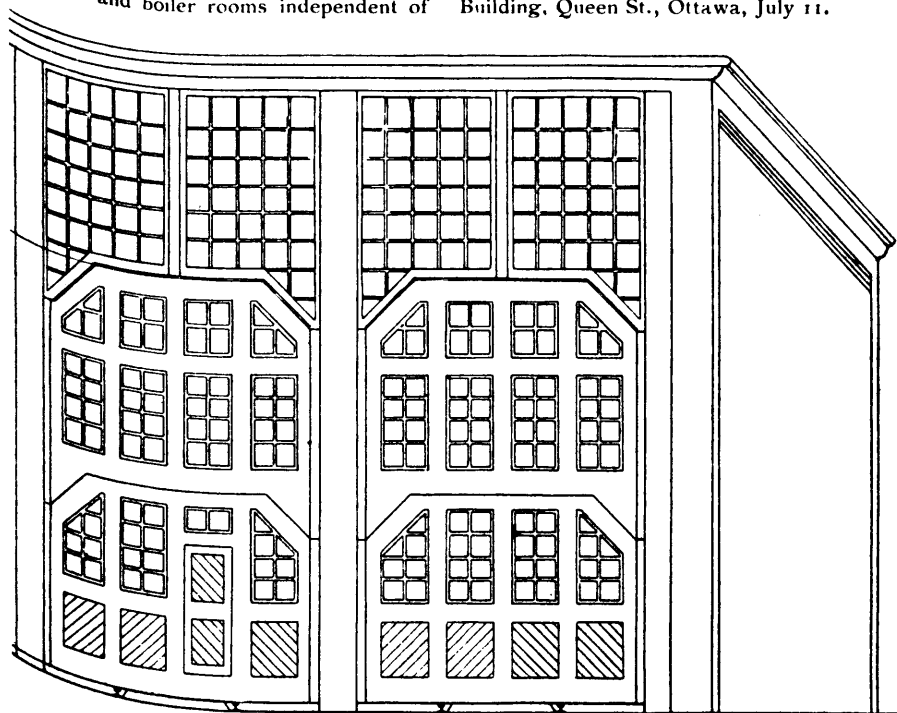 and boiler rooms independent of
Building, Queen St., Ottawa, July 11.